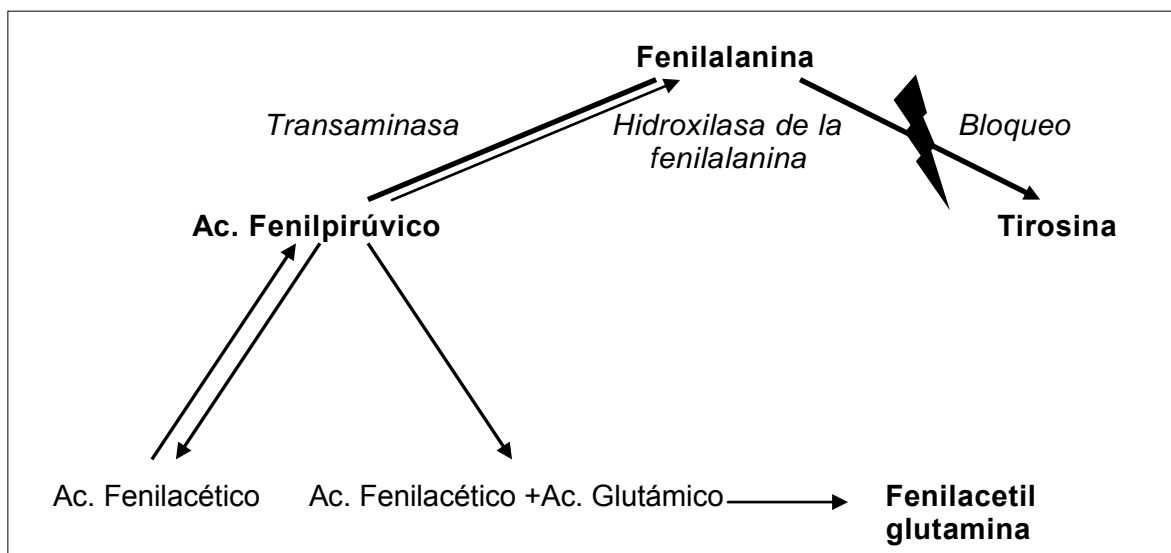 Fenilalanina
Transaminasa
Hidroxilasa de la
fenilalanina
Bloqueo
Ac. Fenilpirúvico
Tirosina
Ac. Fenilacético
Ac. Fenilacético +Ac. Glutámico
Fenilacetil
glutamina